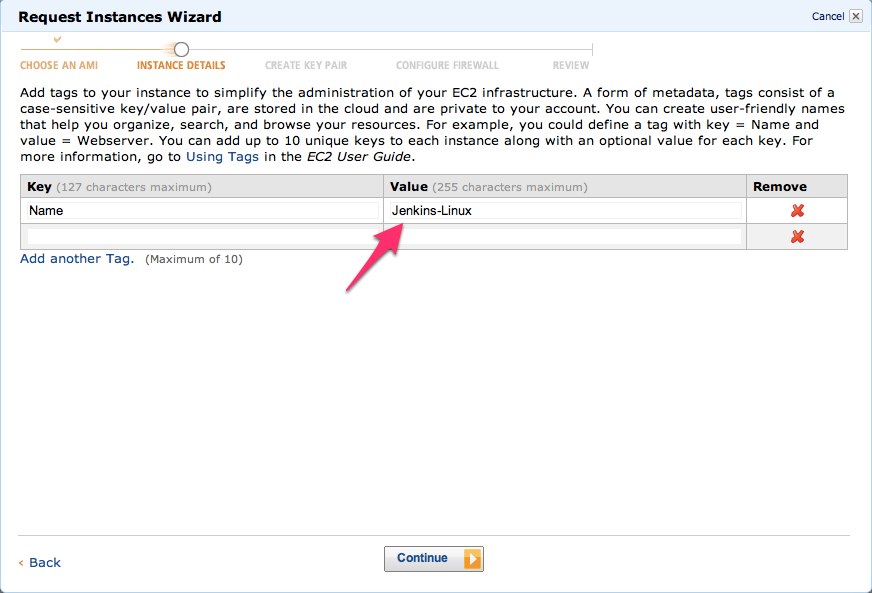 Request Instances Wizard
Cancel
CHOOSE AN AMI INSTANCE DETAILS CREATE KEY PAIR CONFIGURE FIREWALL REVIEW
Add tags to your instance to simplify the administration of your EC2 infrastructure. A form of metadata, tags consist of a
case-sensitive key/value pair, are stored in the cloud and are private to your account. You can create user-friendly names
that help you organize, search, and browse your resources. For example, you could define a tag with key = Name and
value = Webserver. You can add up to 10 unique keys to each instance along with an optional value for each key. For
more information, go to Using Tags in the EC2 User Guide.
Key (127 characters maximum) Value (255 characters maximum) Remove
Name Jenkins-Linux
Add another Tag. (Maximum of 10)
< Back
Continue